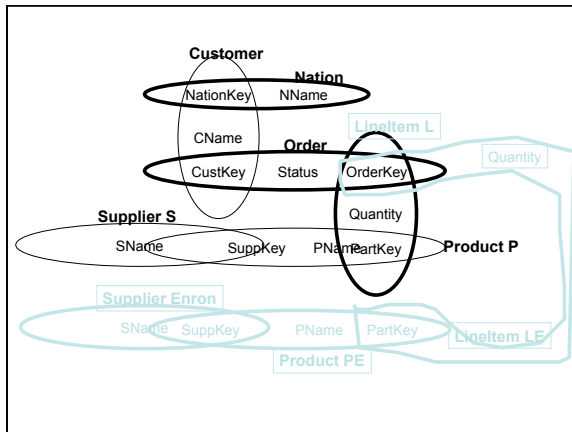 Customer
Nation
NationKey NName
LineItem L
CName
Order
Quantity
CustKey Status OrderKey
Supplier S
Quantity
SName SuppKey PName PartKey Product P
Supplier Enron
SName SuppKey PName PartKey LineItem LE
Product PE